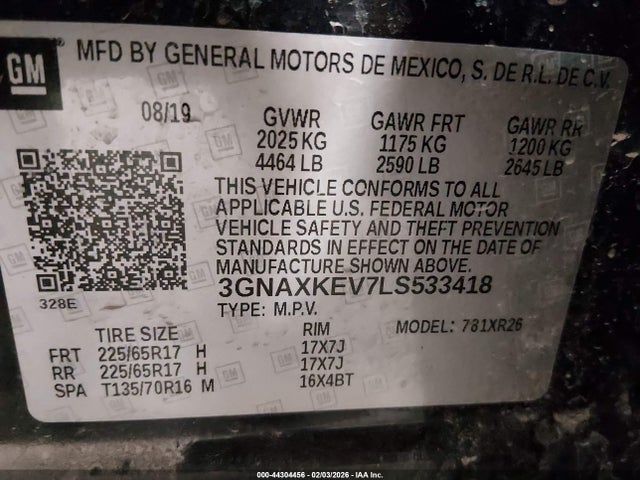 GM MFD BY GENERAL MOTORS DE MEXICO, S. DE R.L. DE C.V.
08/19 GVWR GAWR FRT GAWR RR
2025 KG 1175 KG 1200 KG
4464 LB 2590 LB 2645 LB
THIS VEHICLE CONFORMS TO ALL
APPLICABLE U.S. FEDERAL MOTOR
VEHICLE SAFETY AND THEFT PREVENTION
STANDARDS IN EFFECT ON THE DATE OF
MANUFACTURE SHOWN ABOVE.
328E 3GNAXKEV7LS533418
TYPE: M.P.V.
TIRE SIZE RIM MODEL: 781XR26
FRT 225/65R17 H 17X7J
RR 225/65R17 H 17X7J
SPA T135/70R16 M 16X4BT
000-44304456 - 02/03/2026 - IAA Inc.